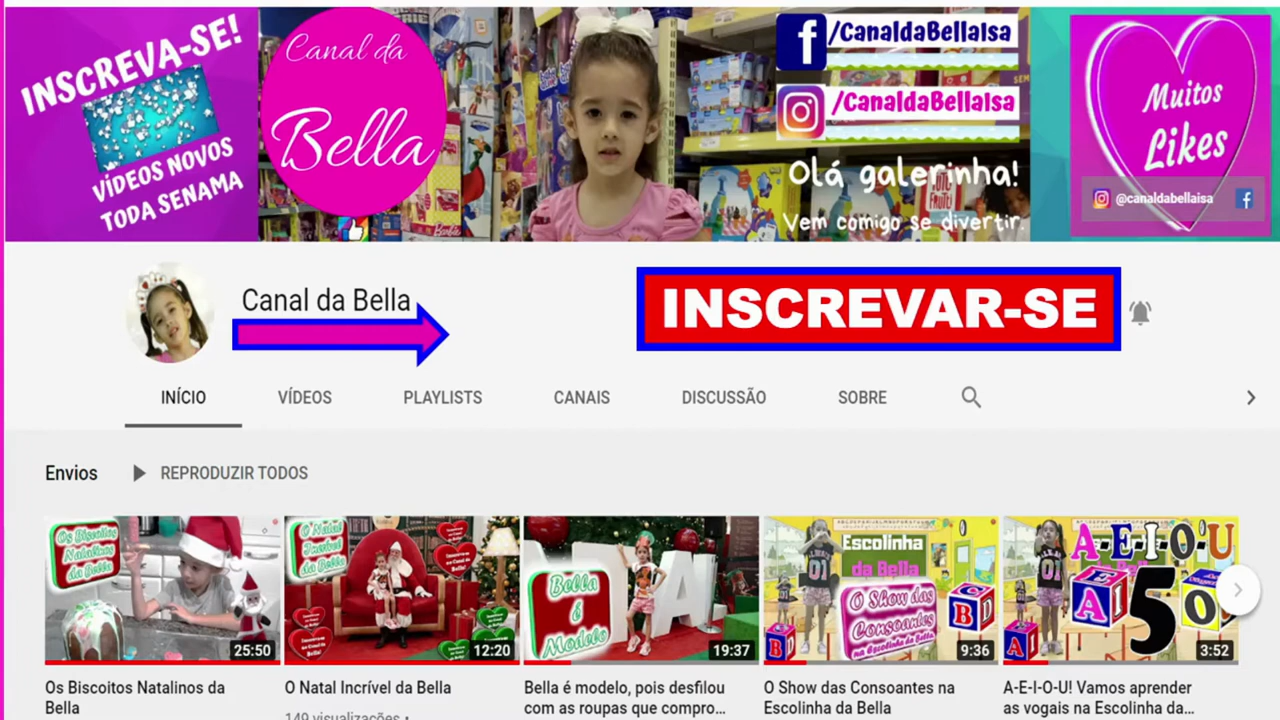 INSCREVA-SE!
VÍDEOS NOVOS
TODA SENAMA
Canal da
Bella
/CanaldaBellaIsa
/CanaldaBellaIsa
Olá galerinha!
Vem comigo se divertir.
Muitos
Likes
@canaldabellaisa
Canal da Bella
INSCREVAR-SE
INÍCIO
VÍDEOS
PLAYLISTS
CANAIS
DISCUSSÃO
SOBRE
Envios
REPRODUZIR TODOS
Os Biscoitos
Natalinos
da Bella
25:50
O Natal
Incrível
da Bella
12:20
Bella
é
Modelo
19:37
Escolinha
da Bella
O Show das
Consoantes
na Escolinha da Bella
9:36
A-E-I-O-U
3:52
Os Biscoitos Natalinos da
Bella
O Natal Incrível da Bella
149 visualizações •
Bella é modelo, pois desfilou
com as roupas que compro...
O Show das Consoantes na
Escolinha da Bella
A-E-I-O-U! Vamos aprender
as vogais na Escolinha da...